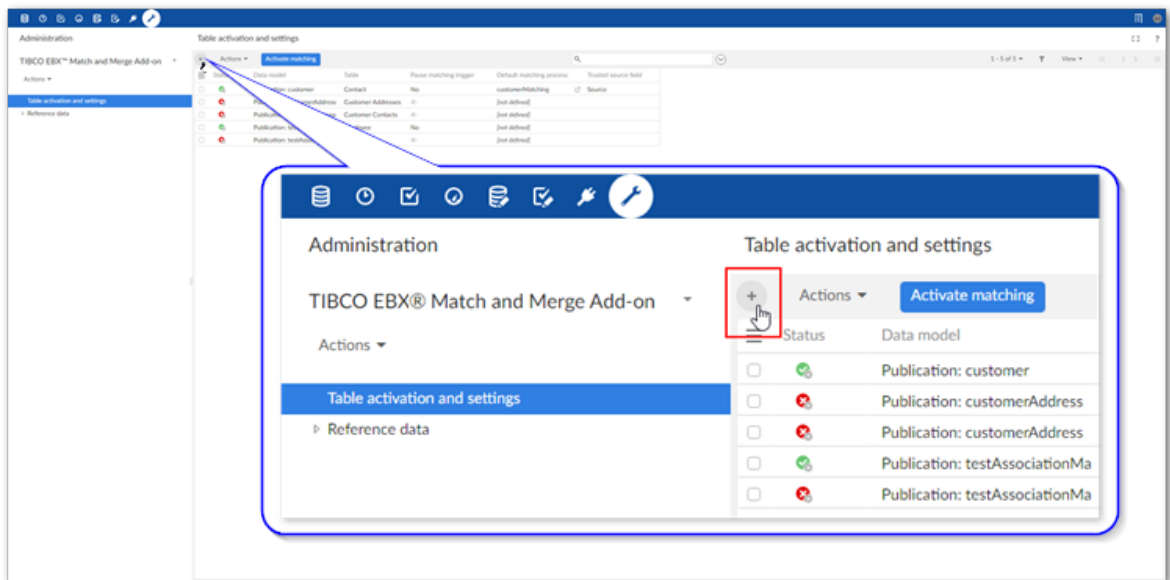 Administration
Table activation and settings
?
TIBCO EBX™ Match and Merge Add-on
Actions
Activate matching
1 - 5 of 5
View
Actions
Data model
Table
Pause matching trigger
Default matching process
Trusted source field
customer
Contact
No
customerMatching
Source
Customer Addresses
[not defined]
Customer Contacts
[not defined]
No
[not defined]
Publication:
[not defined]
Table activation and settings
Reference data
Administration
Table activation and settings
TIBCO EBX® Match and Merge Add-on
+
Actions
Activate matching
Actions
Status
Data model
Publication: customer
Table activation and settings
Publication: customerAddress
Reference data
Publication: customerAddress
Publication: testAssociationMa
Publication: testAssociationMa